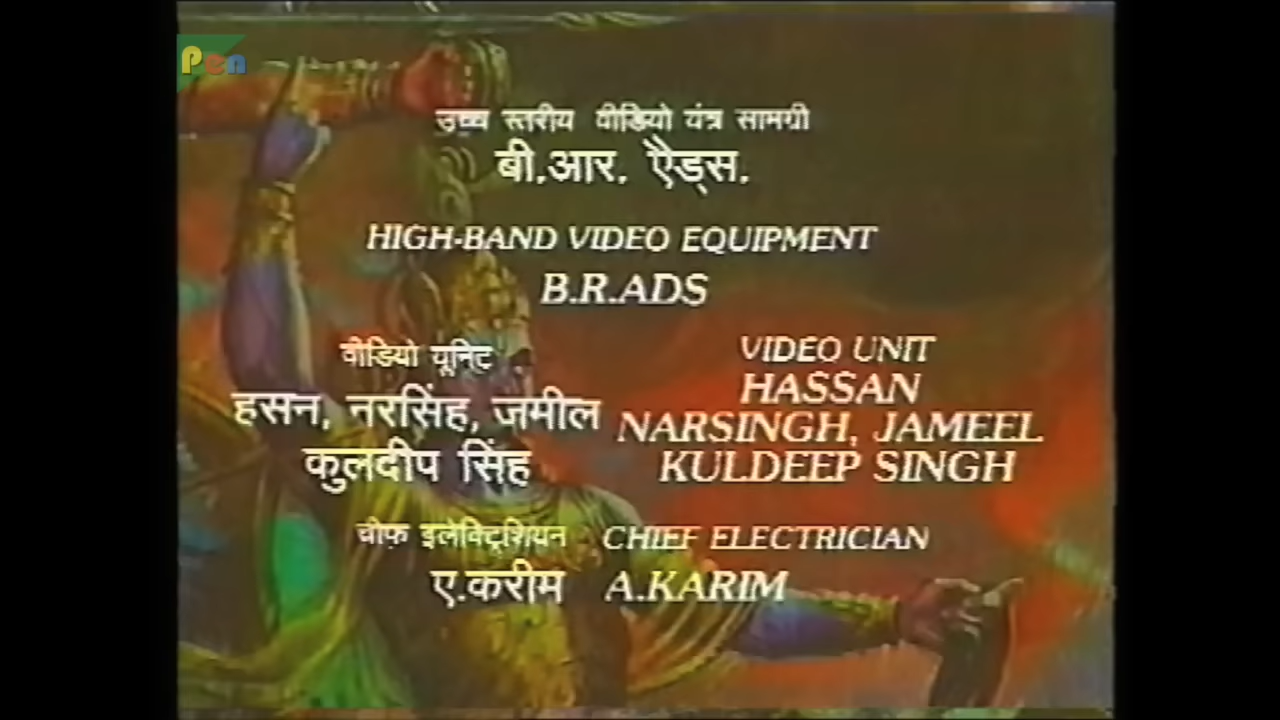 Pen
उच्च स्तरीय वीडियो यंत्र सामग्री
बी.आर. ऐड्स.
HIGH-BAND VIDEO EQUIPMENT
B.R.ADS
वीडियो यूनिट
हसन, नरसिंह, जमील
कुलदीप सिंह
VIDEO UNIT
HASSAN
NARSINGH, JAMEEL
KULDEEP SINGH
चीफ़ इलेक्ट्रिशियन
ए.करीम
CHIEF ELECTRICIAN
A.KARIM